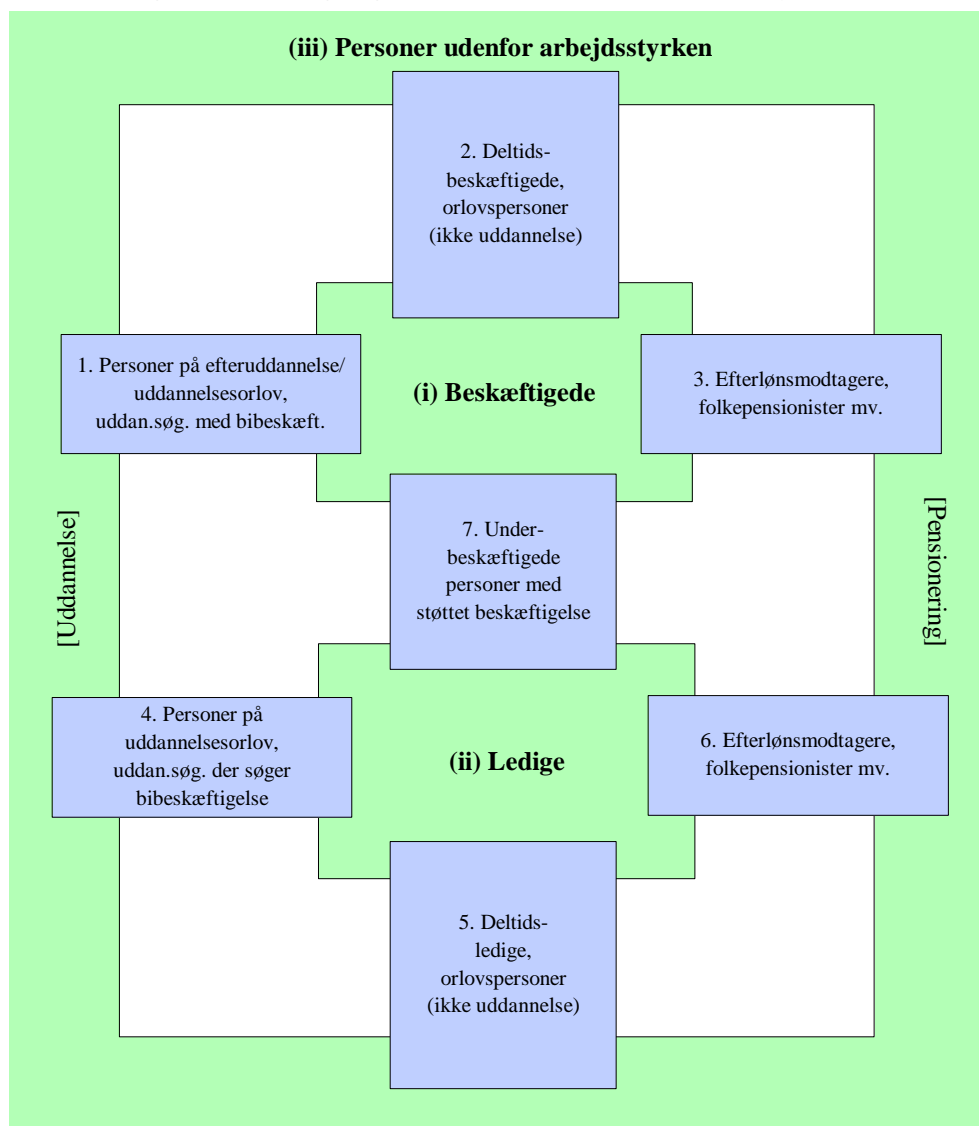 (iii) Personer udenfor arbejdsstyrken
2. Deltids-
beskæftigede,
orlovspersoner
(ikke uddannelse)
1. Personer på efteruddannelse/
uddannelsesorlov,
uddan.søg. med bibeskæft.
(i) Beskæftigede
3. Efterlønsmodtagere,
folkepensionister mv.
[Uddannelse]
7. Under-
beskæftigede
personer med
støttet beskæftigelse
[Pensionering]
4. Personer på
uddannelsesorlov,
uddan.søg. der søger
bibeskæftigelse
(ii) Ledige
6. Efterlønsmodtagere,
folkepensionister mv.
5. Deltids-
ledige,
orlovspersoner
(ikke uddannelse)